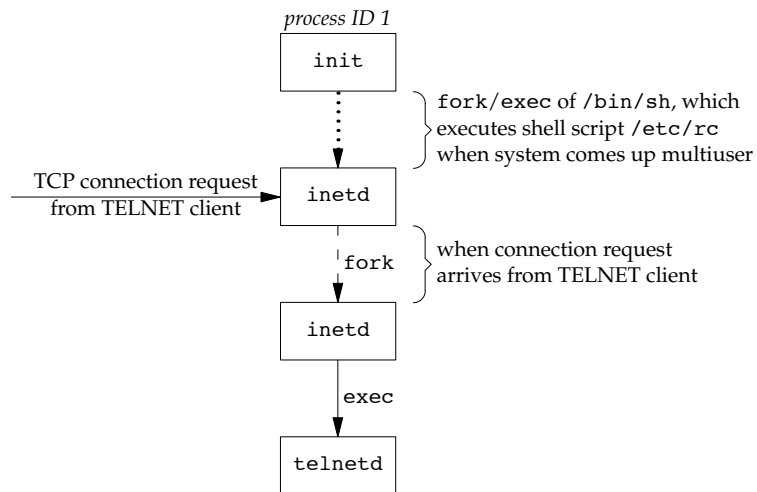 process ID 1
init
fork/exec of /bin/sh, which
executes shell script /etc/rc
when system comes up multiuser
TCP connection request
from TELNET client
inetd
fork
when connection request
arrives from TELNET client
inetd
exec
telnetd